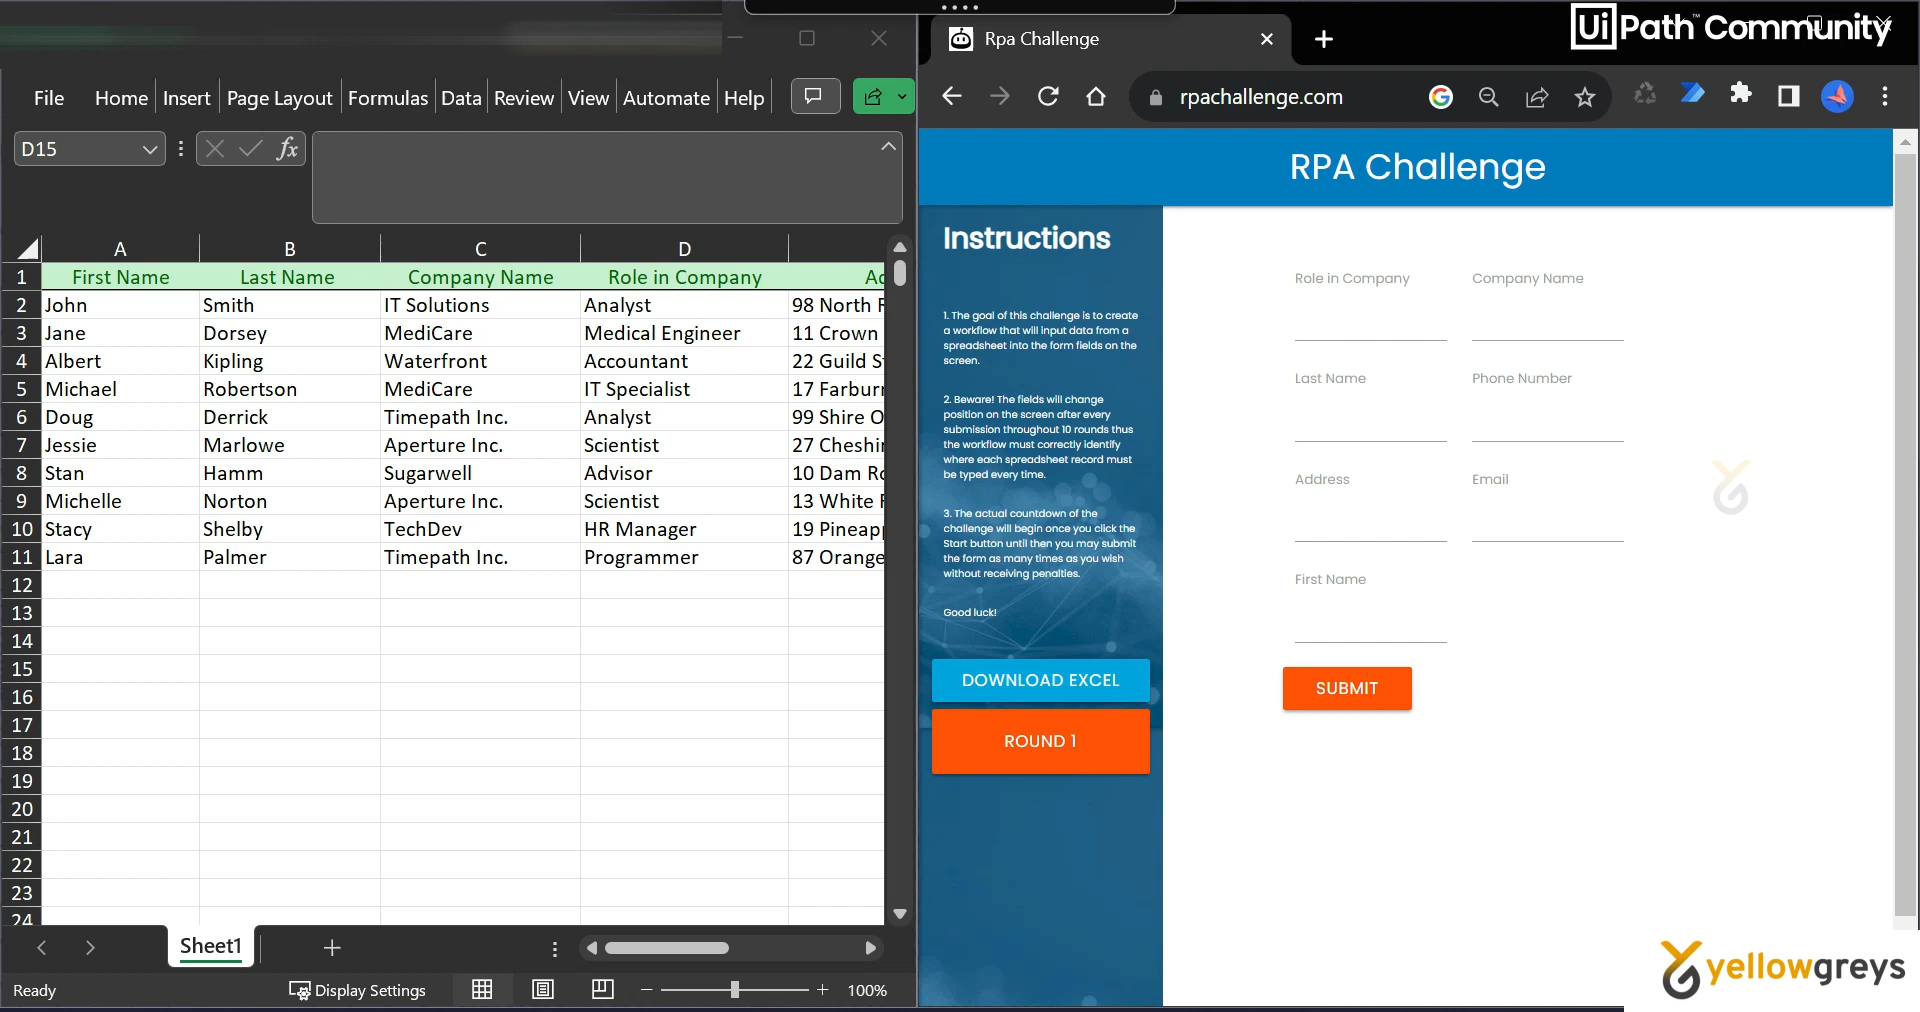 File Home Insert Page Layout Formulas Data Review View Automate Help
D15
fx
A B C D
1 First Name Last Name Company Name Role in Company Ad
2 John Smith IT Solutions Analyst 98 North
3 Jane Dorsey MediCare Medical Engineer 11 Crown
4 Albert Kipling Waterfront Accountant 22 Guild
5 Michael Robertson MediCare IT Specialist 17 Farburn
6 Doug Derrick Timepath Inc. Analyst 99 Shire
7 Jessie Marlowe Aperture Inc. Scientist 27
8 Stan Hamm Sugarwell Advisor 10 Dam
9 Michelle Norton Aperture Inc. Scientist 13 White
10 Stacy Shelby TechDev HR Manager 19
11 Lara Palmer Timepath Inc. Programmer 87 Orange
12
13
14
15
16
17
18
19
20
21
22
23
24
Sheet1
Ready Display Settings 100%
Rpa Challenge
UiPath™ Community
rpachallenge.com
RPA Challenge
Instructions
1. The goal of this challenge is to create
a workflow that will input data from a
spreadsheet into the form fields on the
screen.
2. Beware! The fields will change
position on the screen after every
submission throughout 10 rounds thus
the workflow must correctly identify
where each spreadsheet record must
be typed every time.
3. The actual countdown of the
challenge will begin once you click the
Start button until then you may submit
the form as many times as you wish
without receiving penalties.
Good luck!
DOWNLOAD EXCEL
ROUND 1
Role in Company Company Name
Last Name Phone Number
Address Email
First Name
SUBMIT
yellowgreys